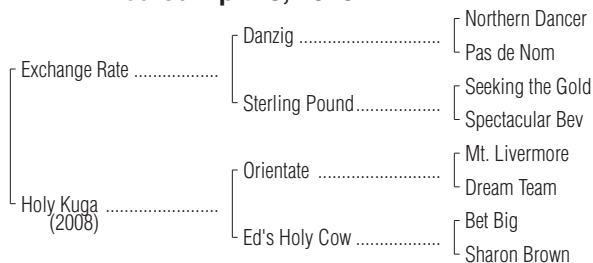 Northern Dancer
Danzig ..............................
Pas de Nom
Exchange Rate ..................
Seeking the Gold
Sterling Pound..................
Spectacular Bev
Mt. Livermore
Orientate ..........................
Dream Team
Holy Kuga ........................
(2008)
Bet Big
Ed's Holy Cow ..................
Sharon Brown